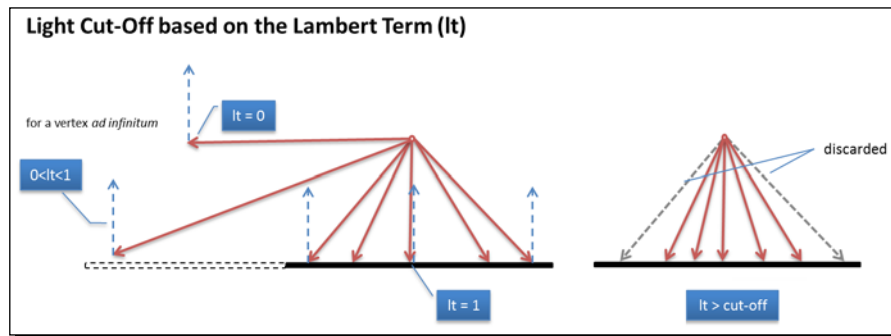 Light Cut-Off based on the Lambert Term (lt)
for a vertex ad infinitum
lt = 0
discarded
0<lt<1
lt = 1
lt > cut-off